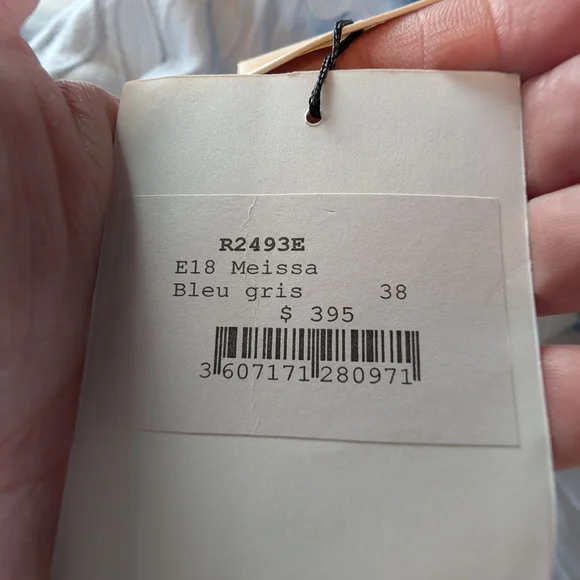 R2493E
E18 Meissa
Bleu gris 38
$ 395
3 607171 280971